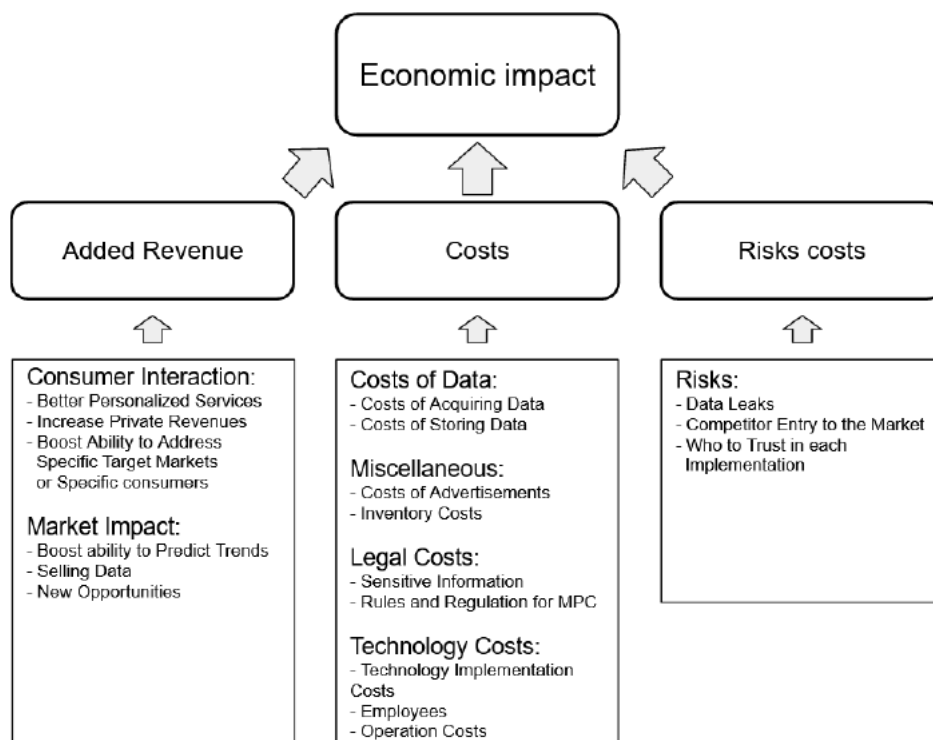 Economic impact
Added Revenue
Costs
Risks costs
Consumer Interaction:
- Better Personalized Services
- Increase Private Revenues
- Boost Ability to Address
Specific Target Markets
or Specific consumers
Market Impact:
- Boost ability to Predict Trends
- Selling Data
- New Opportunities
Costs of Data:
- Costs of Acquiring Data
- Costs of Storing Data
Miscellaneous:
- Costs of Advertisements
- Inventory Costs
Legal Costs:
- Sensitive Information
- Rules and Regulation for MPC
Technology Costs:
- Technology Implementation
Costs
- Employees
- Operation Costs
Risks:
- Data Leaks
- Competitor Entry to the Market
- Who to Trust in each
Implementation